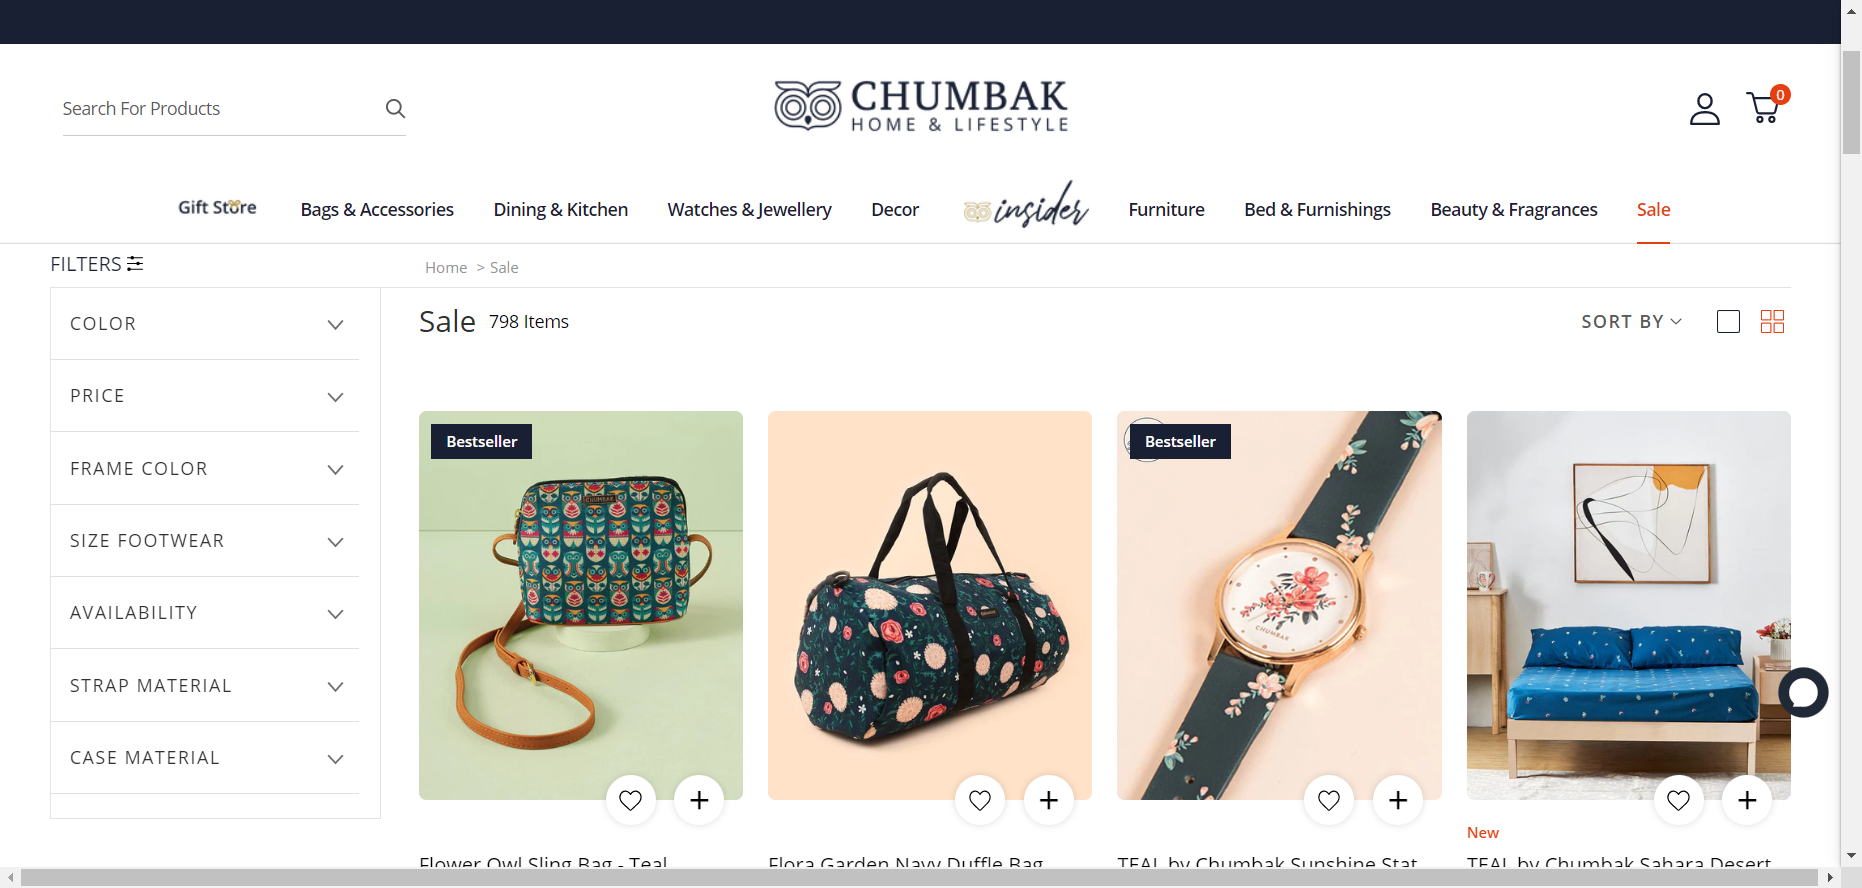 Search For Products
CHUMBAK
HOME & LIFESTYLE
0
Gift Store
Bags & Accessories
Dining & Kitchen
Watches & Jewellery
Decor
insider
Furniture
Bed & Furnishings
Beauty & Fragrances
Sale
FILTERS
Home > Sale
COLOR
PRICE
FRAME COLOR
SIZE FOOTWEAR
AVAILABILITY
STRAP MATERIAL
CASE MATERIAL
Sale 798 Items
SORT BY
Bestseller
CHUMBAK
Bestseller
CHUMBAK
New
Flower Owl Sling Bag - Teal
Flora Garden Navy Duffle Bag
TEAL by Chumbak Sunshine Stat
TEAL by Chumbak Sahara Desert